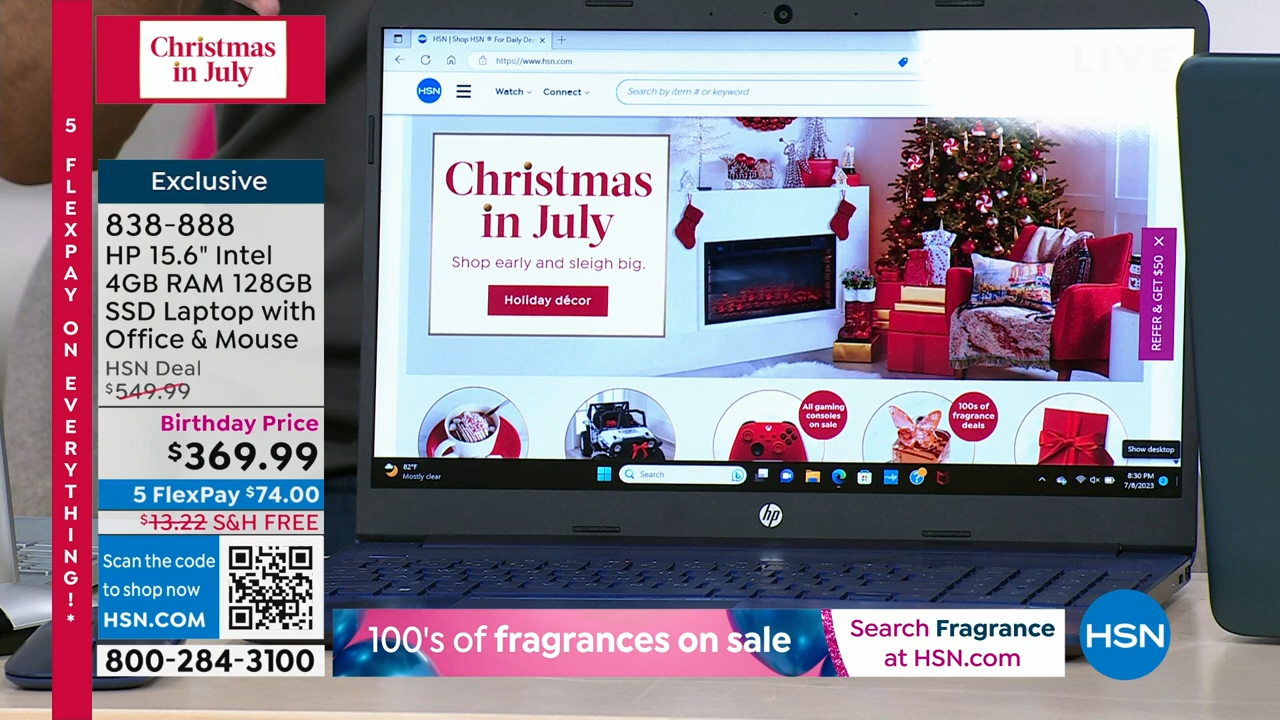 Christmas
in July
5 FLEXPAY ON EVERYTHING!*
Exclusive
838-888
HP 15.6" Intel
4GB RAM 128GB
SSD Laptop with
Office & Mouse
HSN Deal
$549.99
Birthday Price
$369.99
5 FlexPay $74.00
$13.22 S&H FREE
Scan the code
to shop now
HSN.COM
800-284-3100
HSN | Shop HSN ® For Daily De
https://www.hsn.com
LIVE
HSN
Watch
Connect
Search by item # or keyword
Christmas
in July
Shop early and sleigh big.
Holiday décor
REFER & GET $50 X
All gaming
consoles
on sale
100s of
fragrance
deals
Show desktop
82°F
Mostly clear
Search
8:30 PM
7/8/2023
hp
100's of fragrances on sale
Search Fragrance
at HSN.com
HSN